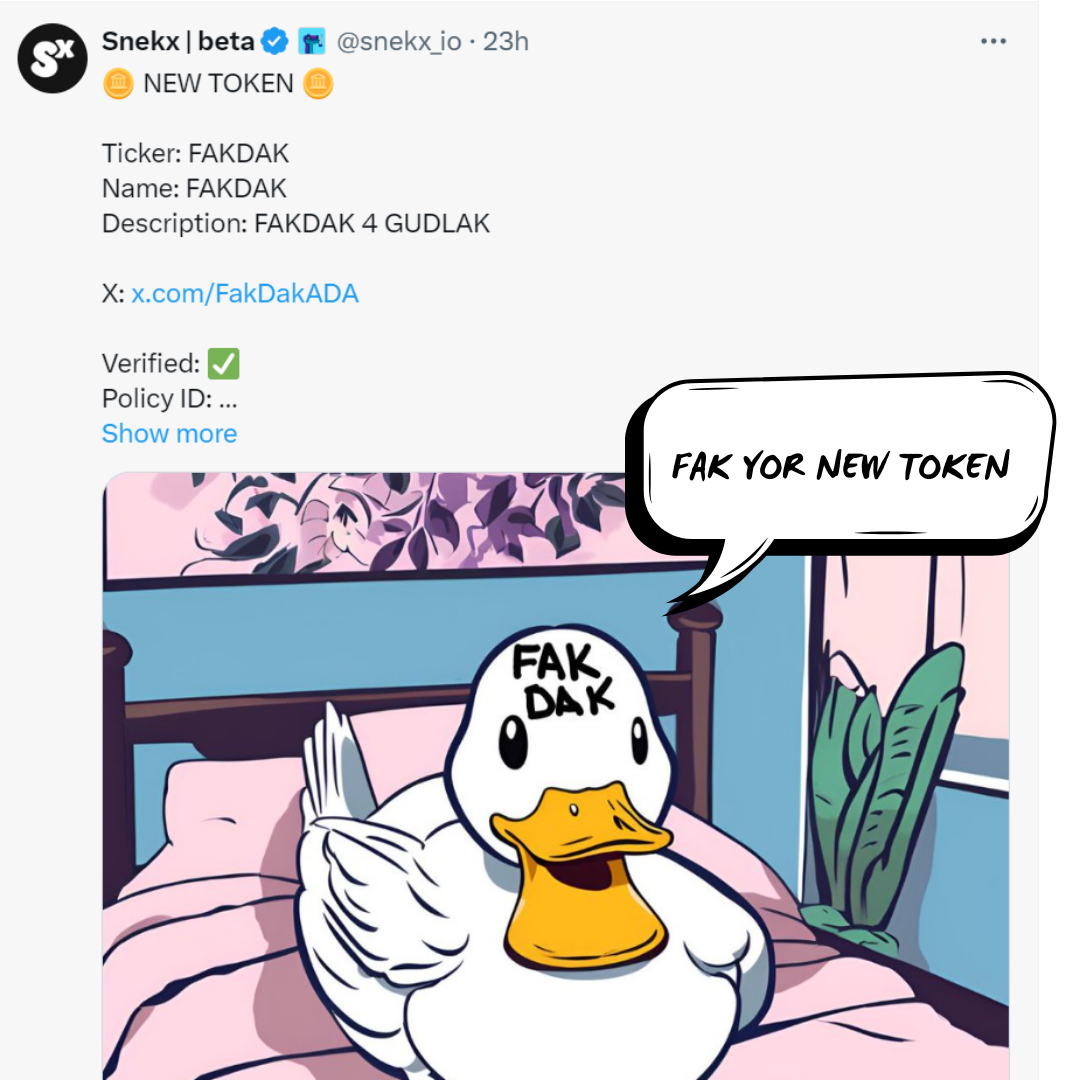 Snekx | beta @snekx_io · 23h
🪙 NEW TOKEN 🪙
Ticker: FAKDAK
Name: FAKDAK
Description: FAKDAK 4 GUDLAK
X: x.com/FakDakADA
Verified: ✅
Policy ID: ...
Show more
FAK YOR NEW TOKEN
FAK
DAK
Sx